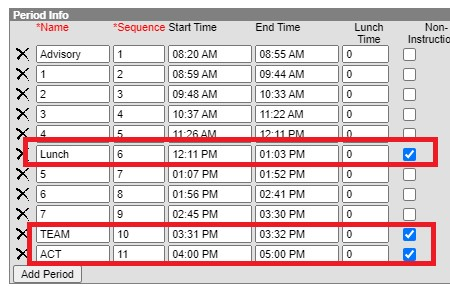 Period Info
*Name *Sequence Start Time End Time Lunch Time Non-Instructio
Advisory 1 08:20 AM 08:55 AM 0
1 2 08:59 AM 09:44 AM 0
2 3 09:48 AM 10:33 AM 0
3 4 10:37 AM 11:22 AM 0
4 5 11:26 AM 12:11 PM 0
Lunch 6 12:11 PM 01:03 PM 0
5 7 01:07 PM 01:52 PM 0
6 8 01:56 PM 02:41 PM 0
7 9 02:45 PM 03:30 PM 0
TEAM 10 03:31 PM 03:32 PM 0
ACT 11 04:00 PM 05:00 PM 0
Add Period